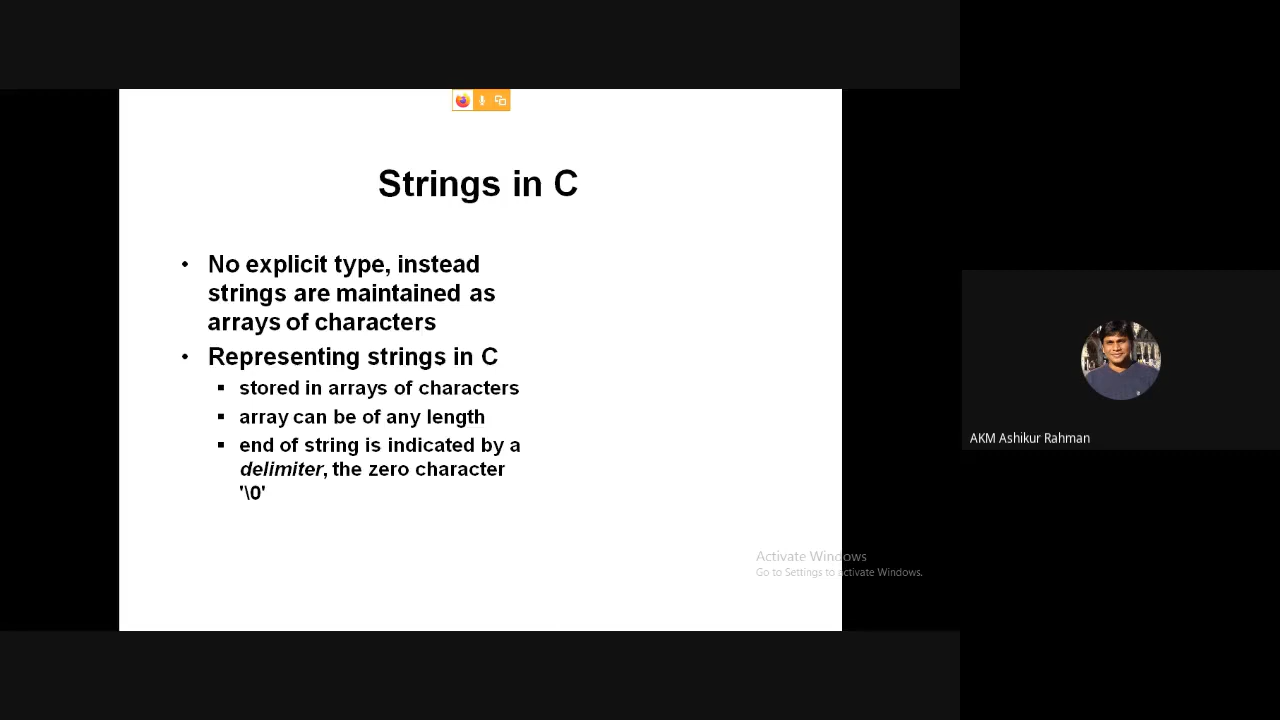 Strings in C
• No explicit type, instead
strings are maintained as
arrays of characters
• Representing strings in C
▪ stored in arrays of characters
▪ array can be of any length
▪ end of string is indicated by a
delimiter, the zero character
'\0'
AKM Ashikur Rahman
Activate Windows
Go to Settings to activate Windows.